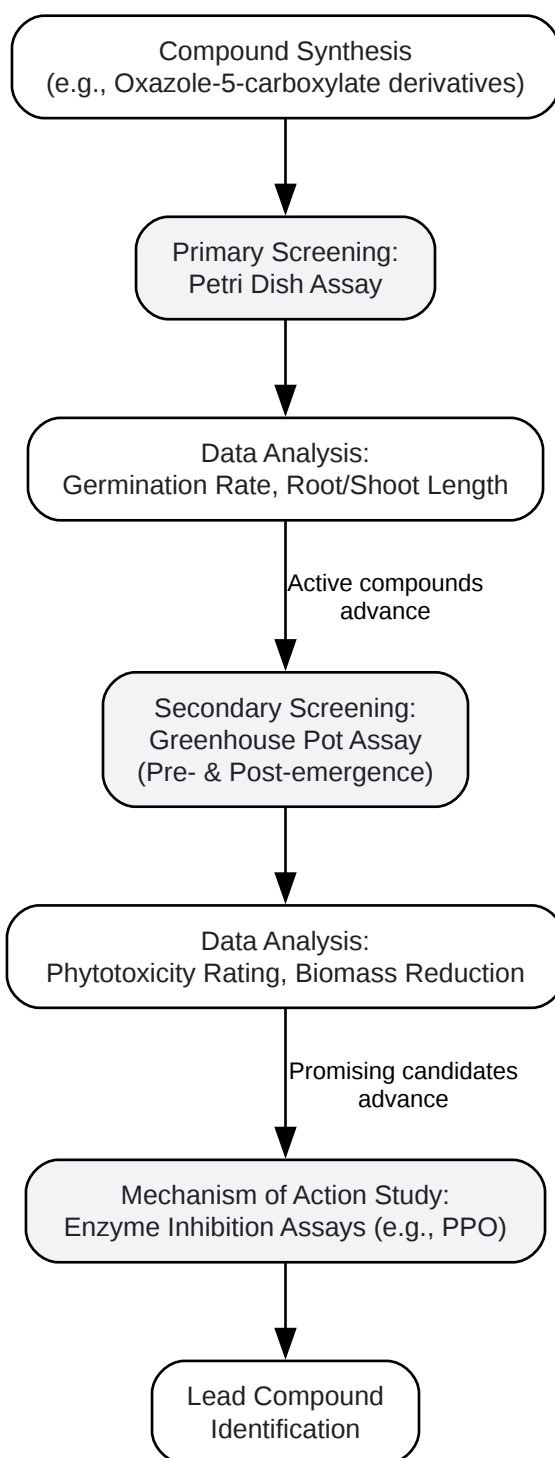 Compound Synthesis
(e.g., Oxazole-5-carboxylate derivatives)
Primary Screening:
Petri Dish Assay
Data Analysis:
Germination Rate, Root/Shoot Length
Active compounds
advance
Secondary Screening:
Greenhouse Pot Assay
(Pre- & Post-emergence)
Data Analysis:
Phytotoxicity Rating, Biomass Reduction
Promising candidates
advance
Mechanism of Action Study:
Enzyme Inhibition Assays (e.g., PPO)
Lead Compound
Identification